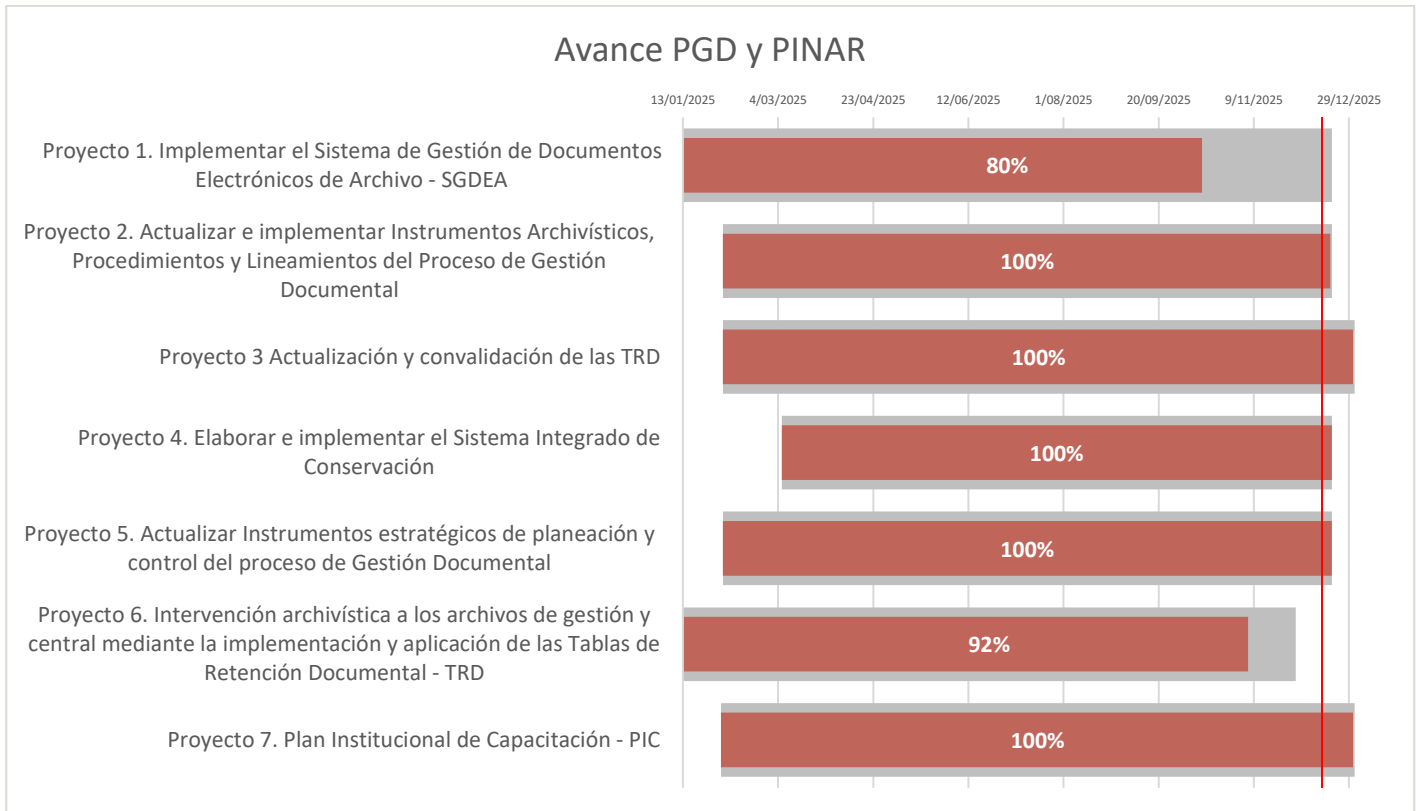 Avance PGD y PINAR
13/01/2025 4/03/2025 23/04/2025 12/06/2025 1/08/2025 20/09/2025 9/11/2025 29/12/2025
Proyecto 1. Implementar el Sistema de Gestión de Documentos
Electrónicos de Archivo - SGDEA
80%
Proyecto 2. Actualizar e implementar Instrumentos Archivísticos,
Procedimientos y Lineamientos del Proceso de Gestión
Documental
100%
Proyecto 3 Actualización y convalidación de las TRD
100%
Proyecto 4. Elaborar e implementar el Sistema Integrado de
Conservación
100%
Proyecto 5. Actualizar Instrumentos estratégicos de planeación y
control del proceso de Gestión Documental
100%
Proyecto 6. Intervención archivística a los archivos de gestión y
central mediante la implementación y aplicación de las Tablas de
Retención Documental - TRD
92%
Proyecto 7. Plan Institucional de Capacitación - PIC
100%